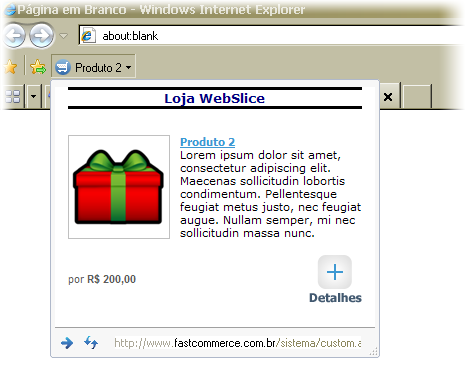 Página em Branco - Windows Internet Explorer
about:blank
Produto 2
Loja WebSlice
Produto 2
Lorem ipsum dolor sit amet,
consectetur adipiscing elit.
Maecenas sollicitudin lobortis
condimentum. Pellentesque
feugiat metus justo, nec feugiat
augue. Nullam semper, mi nec
sollicitudin massa nunc.
por R$ 200,00
Detalhes
http://www.fastcommerce.com.br/sistema/custom.a